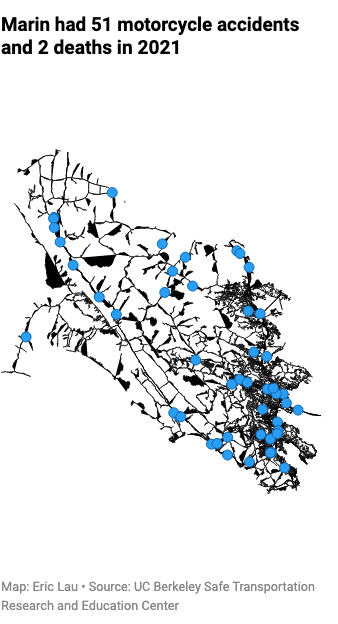 Marin had 51 motorcycle accidents
and 2 deaths in 2021
Map: Eric Lau • Source: UC Berkeley Safe Transportation
Research and Education Center